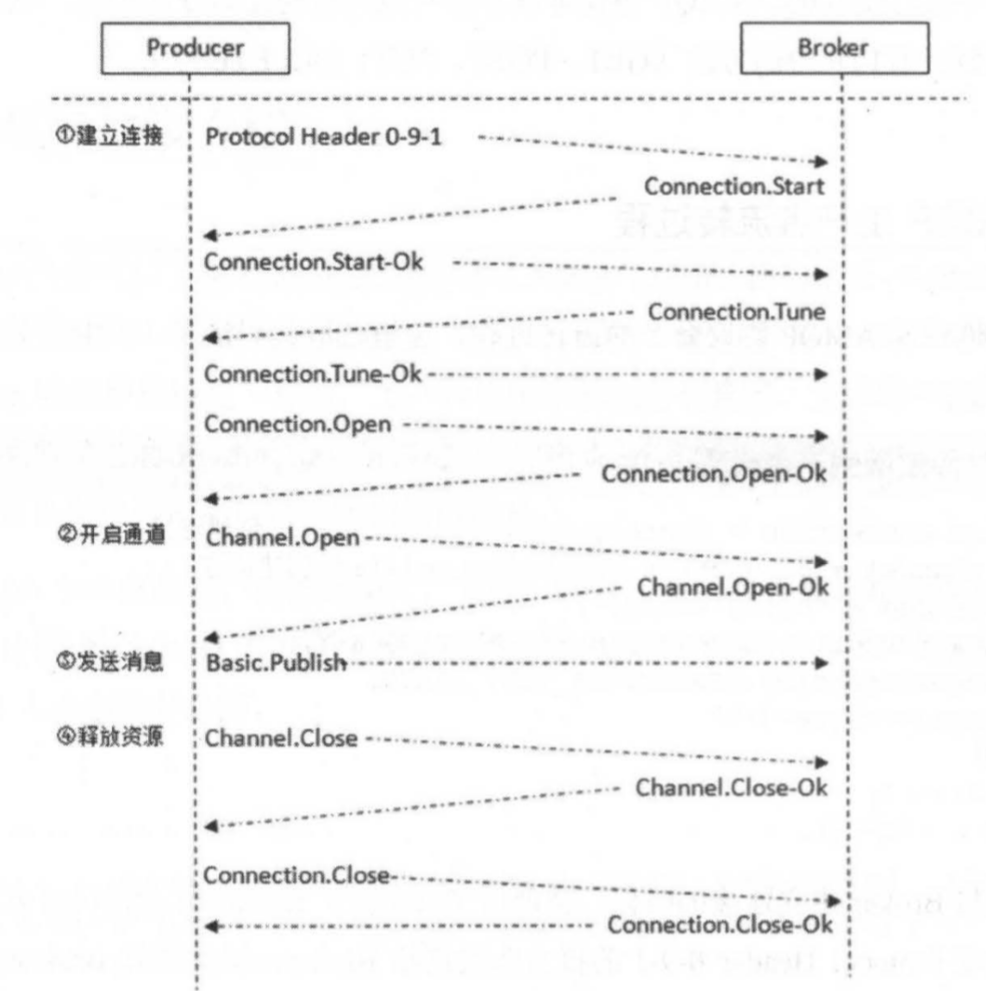 Producer
Broker
①建立连接 Protocol Header 0-9-1
Connection.Start
Connection.Start-Ok
Connection.Tune
Connection.Tune-Ok
Connection.Open
Connection.Open-Ok
②开启通道 Channel.Open
Channel.Open-Ok
③发送消息 Basic.Publish
④释放资源 Channel.Close
Channel.Close-Ok
Connection.Close
Connection.Close-Ok